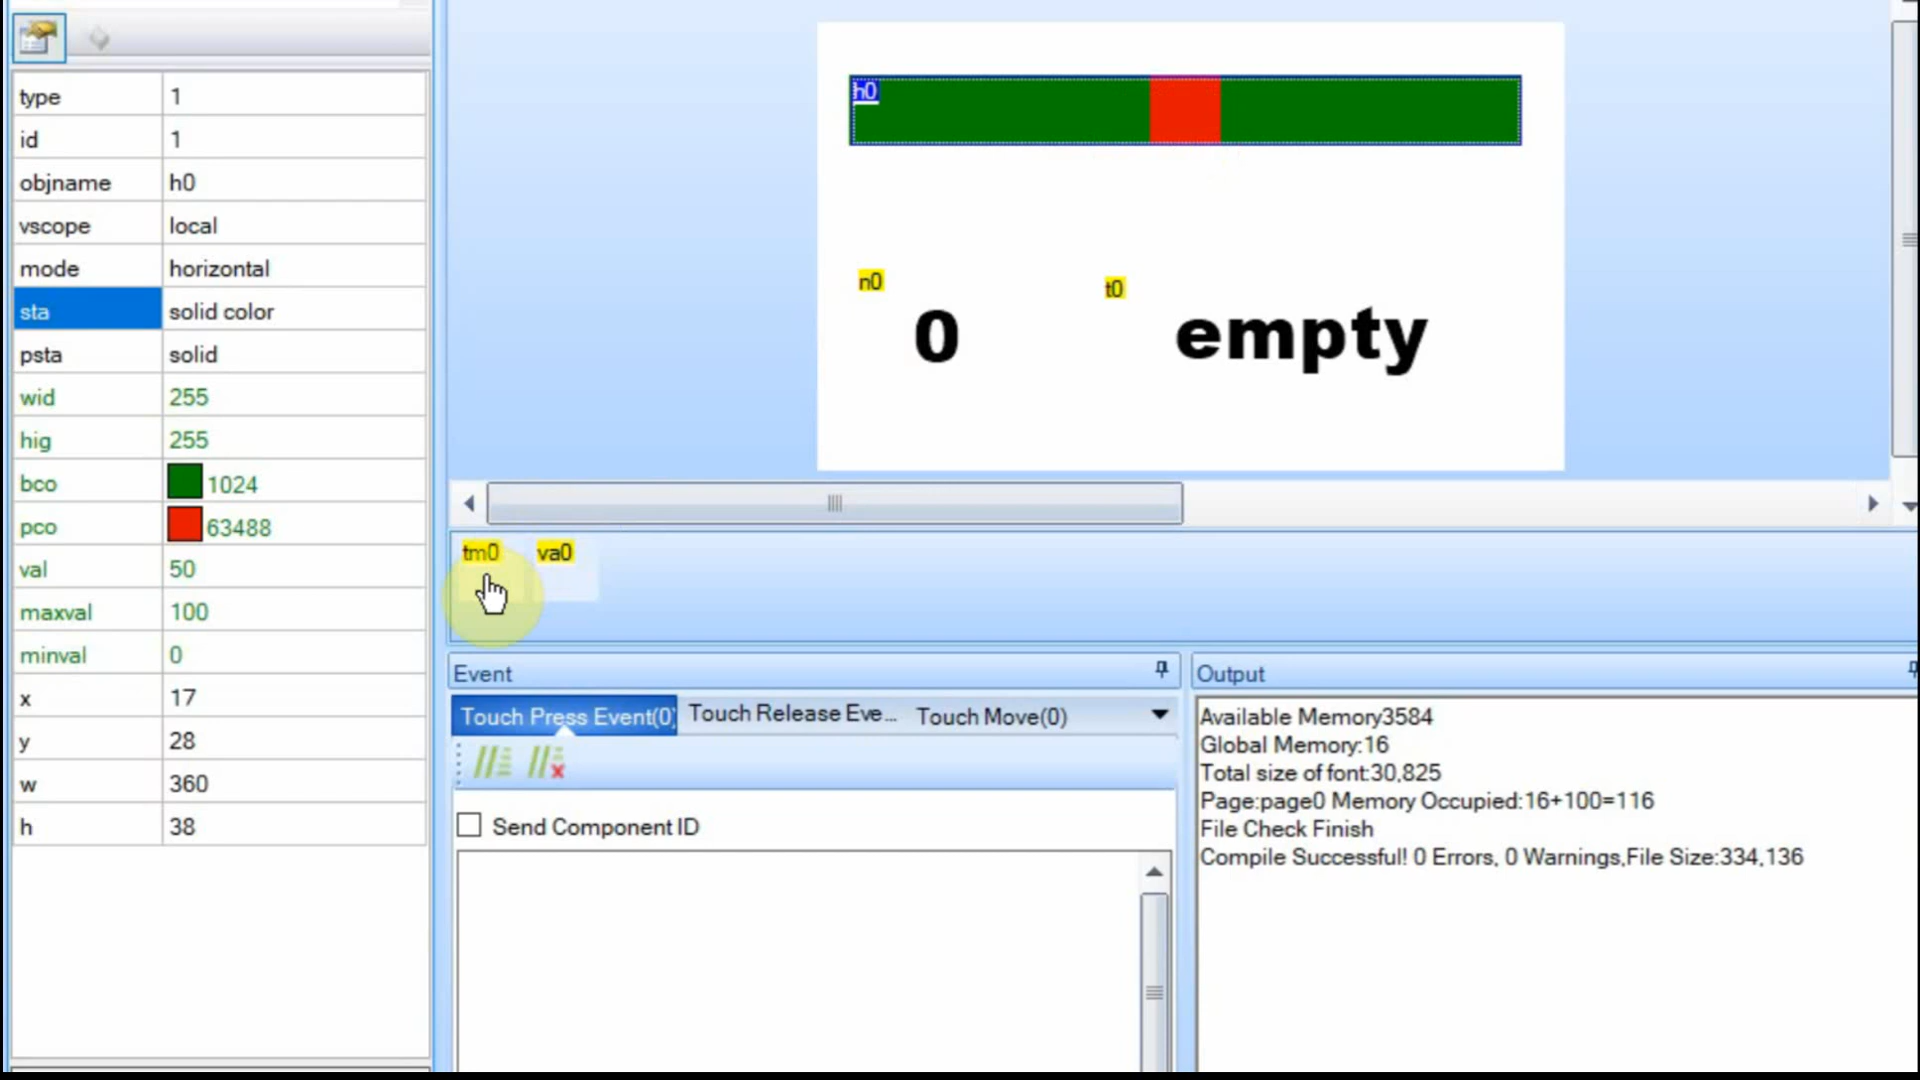 type 1
id 1
objname h0
vscope local
mode horizontal
sta solid color
psta solid
wid 255
hig 255
bco 1024
pco 63488
val 50
maxval 100
minval 0
x 17
y 28
w 360
h 38
h0
n0
t0
0
empty
tm0 va0
Event
Touch Press Event(0) Touch Release Eve... Touch Move(0)
Send Component ID
Output
Available Memory3584
Global Memory:16
Total size of font:30,825
Page:page0 Memory Occupied:16+100=116
File Check Finish
Compile Successful! 0 Errors, 0 Warnings,File Size:334,136